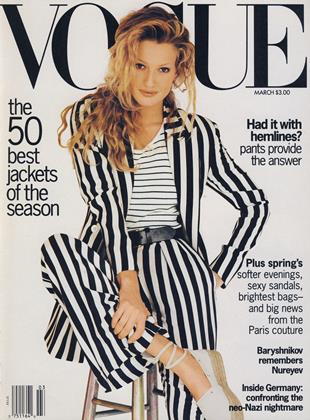 VOGUE
MARCH $3.00
the
50
best
jackets
of the
season
Had it with
hemlines?
pants provide
the answer
Plus spring's
softer evenings,
sexy sandals,
brightest bags–
and big news
from the
Paris couture
Baryshnikov
remembers
Nureyev
Inside Germany:
confronting the
neo-Nazi nightmare
03